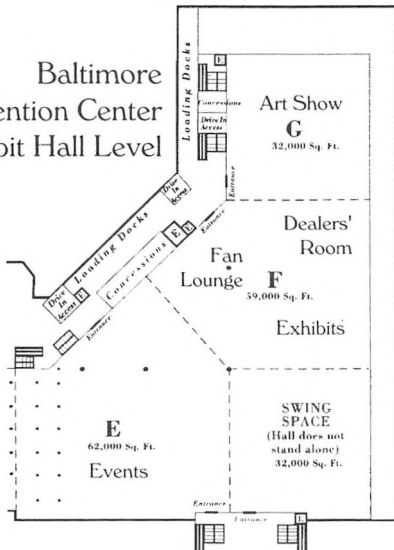 Baltimore
ention Center
bit Hall Level
Loading Docks
E
Concessions
Drive In
Access
Art Show
G
32,000 Sq. Ft.
Entrance
Drive
In
Access
Loading Docks
Entrance
E
E
Concessions
Dealers'
Room
Fan
Lounge
F
59,000 Sq. Ft.
Exhibits
Drive
In
Access
E
Entrance
E
62,000 Sq. Ft.
Events
SWING
SPACE
(Hall does not
stand alone)
32,000 Sq. Ft.
Entrance
Entrance